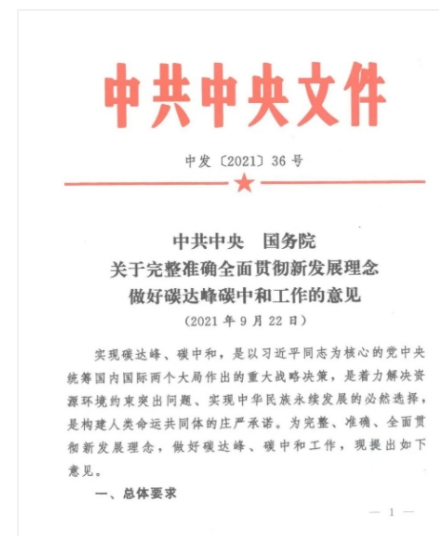 中共中央文件
中发〔2021〕36号
中共中央 国务院
关于完整准确全面贯彻新发展理念
做好碳达峰碳中和工作的意见
（2021年9月22日）
实现碳达峰、碳中和，是以习近平同志为核心的党中央
统筹国内国际两个大局作出的重大战略决策，是着力解决资
源环境约束突出问题、实现中华民族永续发展的必然选择，
是构建人类命运共同体的庄严承诺。为完整、准确、全面贯
彻新发展理念，做好碳达峰、碳中和工作，现提出如下
意见。
一、总体要求
— 1 —